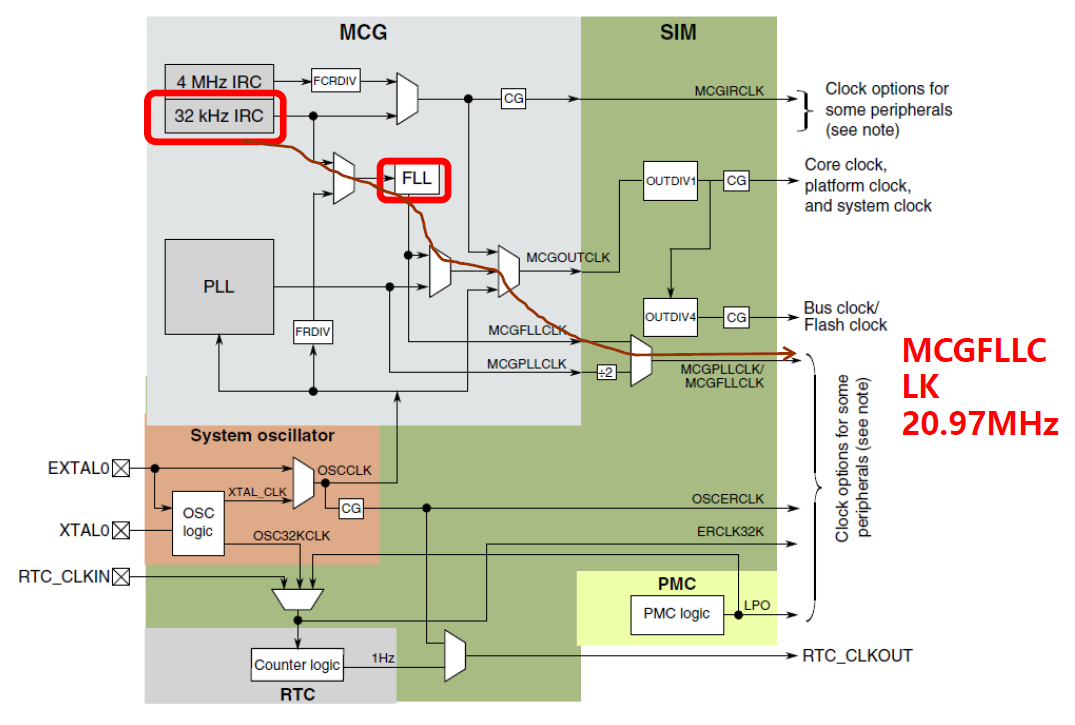 MCG
SIM
4 MHz IRC
FCRDIV
32 kHz IRC
CG
MCGIRCLK
Clock options for
some peripherals
(see note)
FLL
OUTDIV1
CG
Core clock,
platform clock,
and system clock
PLL
MCGOUTCLK
FRDIV
OUTDIV4
CG
Bus clock/
Flash clock
MCGFLLCLK
MCGPLLCLK
÷2
MCGPLLCLK/
MCGFLLCLK
MCGFLLC
LK
20.97MHz
Clock options for some
peripherals (see note)
System oscillator
EXTAL0
OSCCLK
XTAL_CLK
OSC
logic
CG
OSCERCLK
XTAL0
OSC32KCLK
ERCLK32K
RTC_CLKIN
PMC
PMC logic
LPO
Counter logic
1Hz
RTC_CLKOUT
RTC